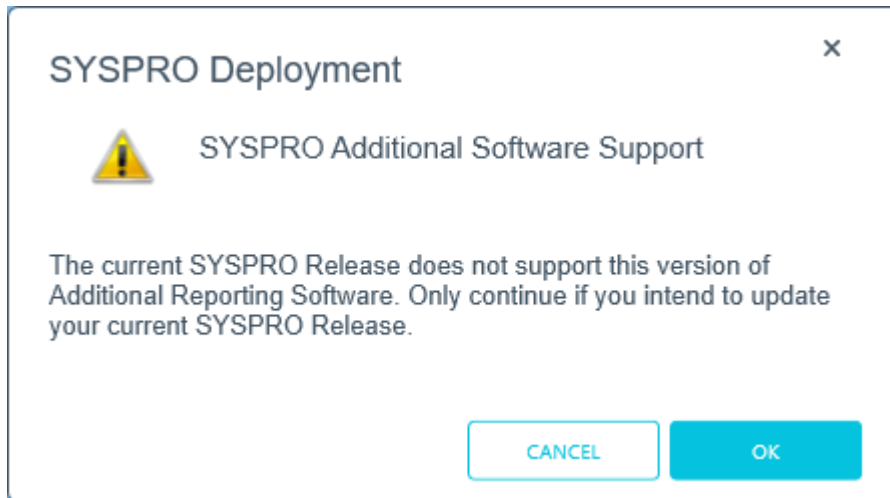 SYSPRO Deployment
SYSPRO Additional Software Support
The current SYSPRO Release does not support this version of
Additional Reporting Software. Only continue if you intend to update
your current SYSPRO Release.
CANCEL
OK